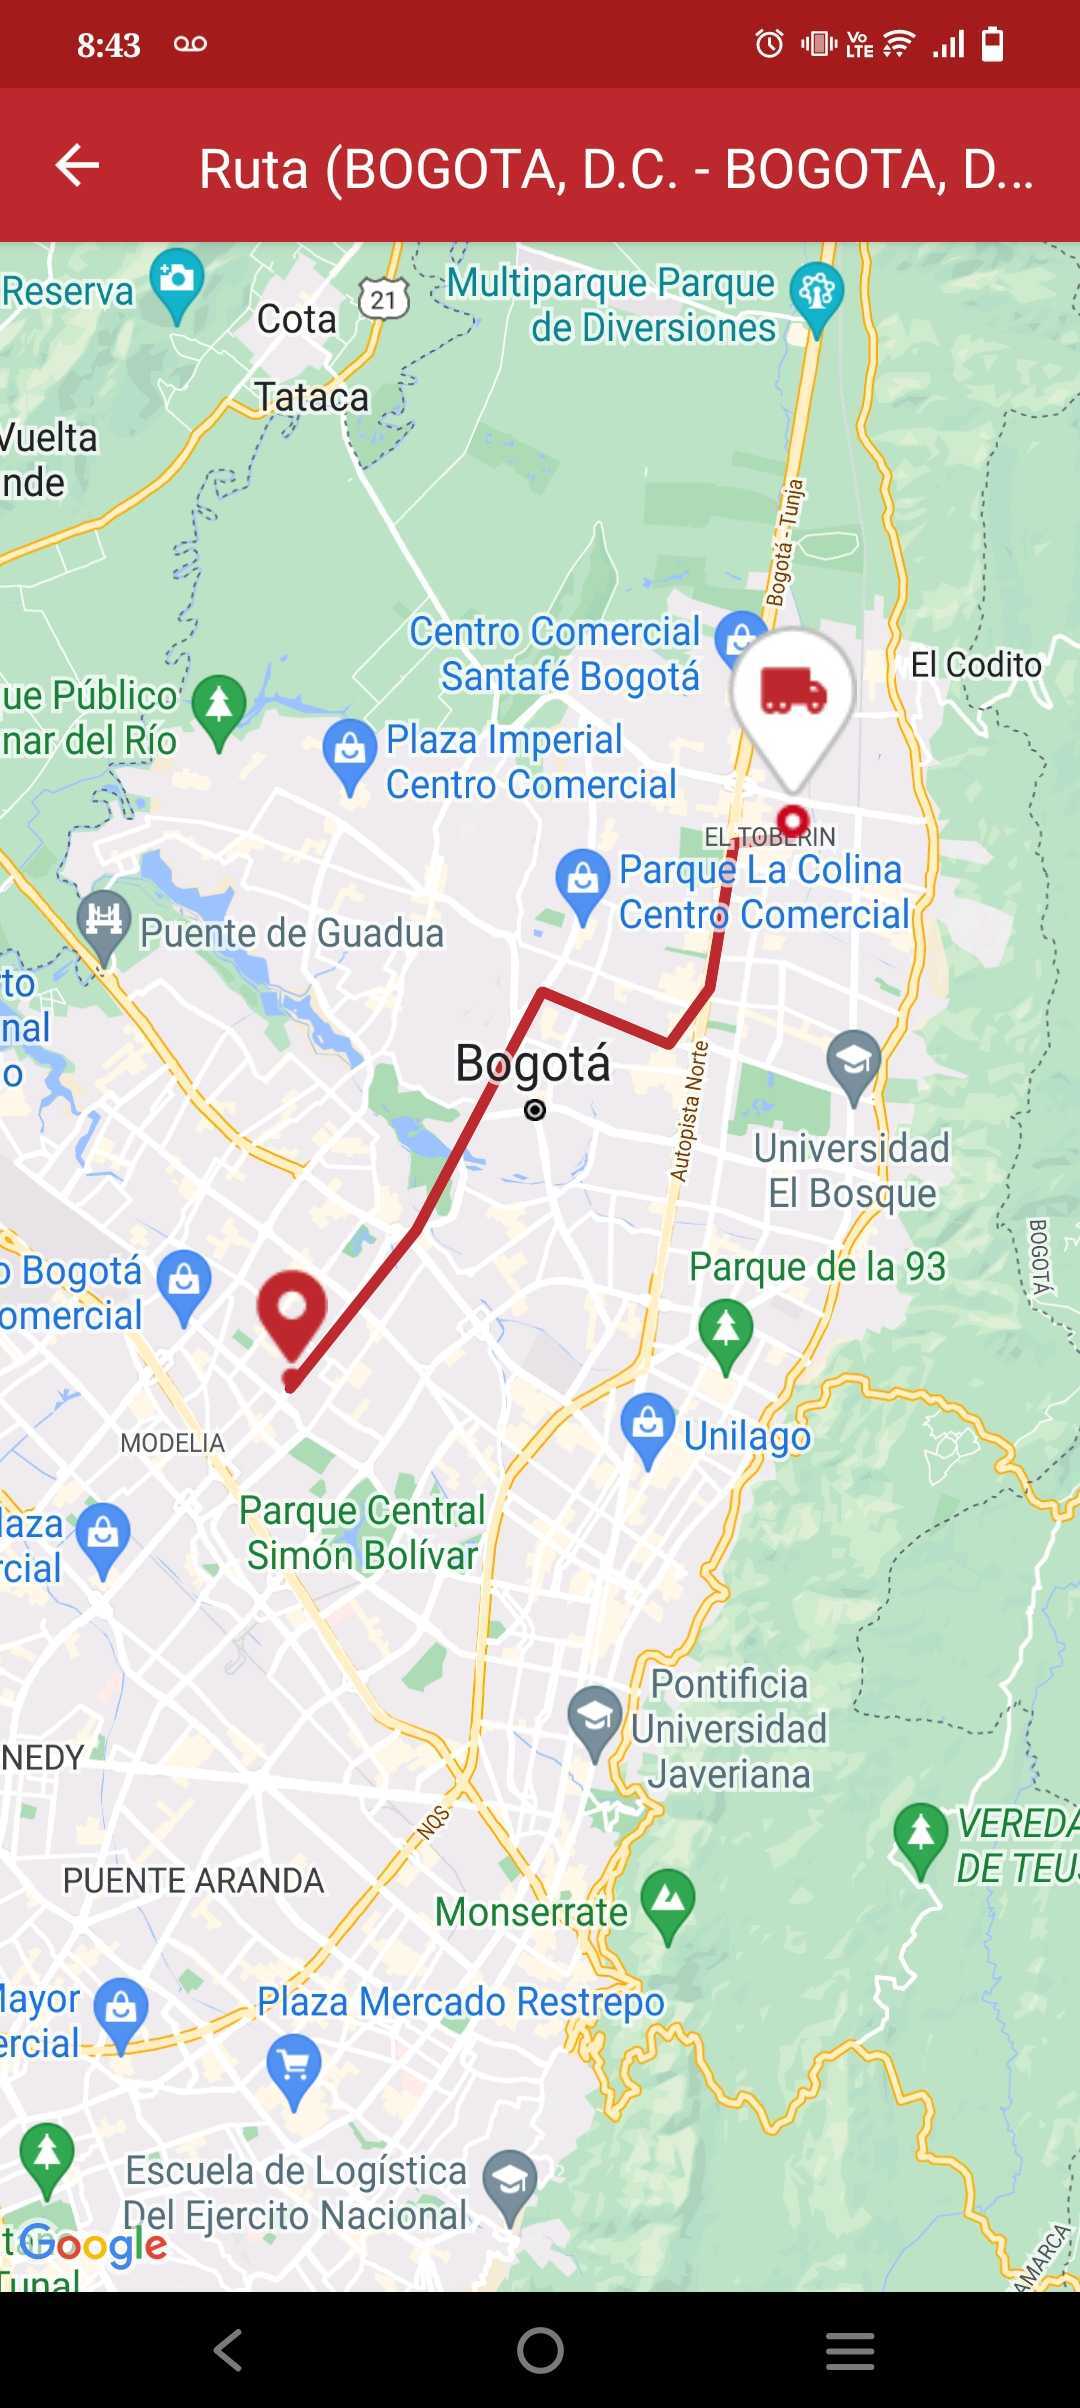 8:43
Vo
LTE
Ruta (BOGOTA, D.C. - BOGOTA, D...
Reserva
Cota
21
Multiparque Parque
de Diversiones
Tataca
Vuelta
nde
Bogotá - Tunja
Centro Comercial
Santafé Bogotá
El Codito
ue Público
nar del Río
Plaza Imperial
Centro Comercial
EL TOBERIN
Parque La Colina
Centro Comercial
Puente de Guadua
to
nal
o
Bogotá
Autopista Norte
Universidad
El Bosque
BOGOTÁ
Parque de la 93
o Bogotá
omercial
Unilago
MODELIA
Parque Central
Simón Bolívar
laza
rcial
Pontificia
Universidad
Javeriana
NEDY
NQS
VEREDA
DE TEUS
PUENTE ARANDA
Monserrate
Mayor
ercial
Plaza Mercado Restrepo
Escuela de Logística
Del Ejercito Nacional
Google
Tunal
AMARCA